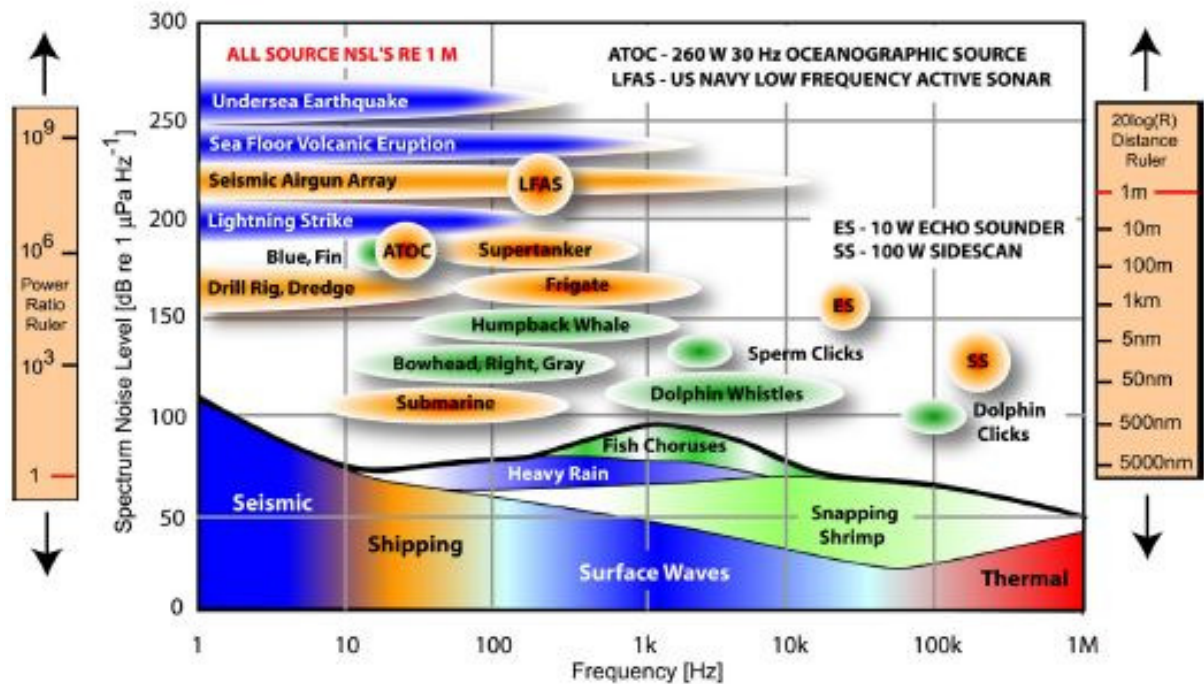 300
250
200
150
100
50
0
Spectrum Noise Level [dB re 1 µPa Hz⁻¹]
10⁹
10⁶
Power
Ratio
Ruler
10³
1
ALL SOURCE NSL'S RE 1 M
ATOC - 260 W 30 Hz OCEANOGRAPHIC SOURCE
LFAS - US NAVY LOW FREQUENCY ACTIVE SONAR
Undersea Earthquake
Sea Floor Volcanic Eruption
Seismic Airgun Array
LFAS
Lightning Strike
ES - 10 W ECHO SOUNDER
SS - 100 W SIDESCAN
Blue, Fin
ATOC
Supertanker
Drill Rig, Dredge
Frigate
ES
Humpback Whale
Sperm Clicks
SS
Bowhead, Right, Gray
Dolphin Whistles
Submarine
Dolphin
Clicks
Fish Choruses
Heavy Rain
Seismic
Snapping
Shrimp
Shipping
Surface Waves
Thermal
1 10 100 1k 10k 100k 1M
Frequency [Hz]
20log(R)
Distance
Ruler
1m
10m
100m
1km
5nm
50nm
500nm
5000nm